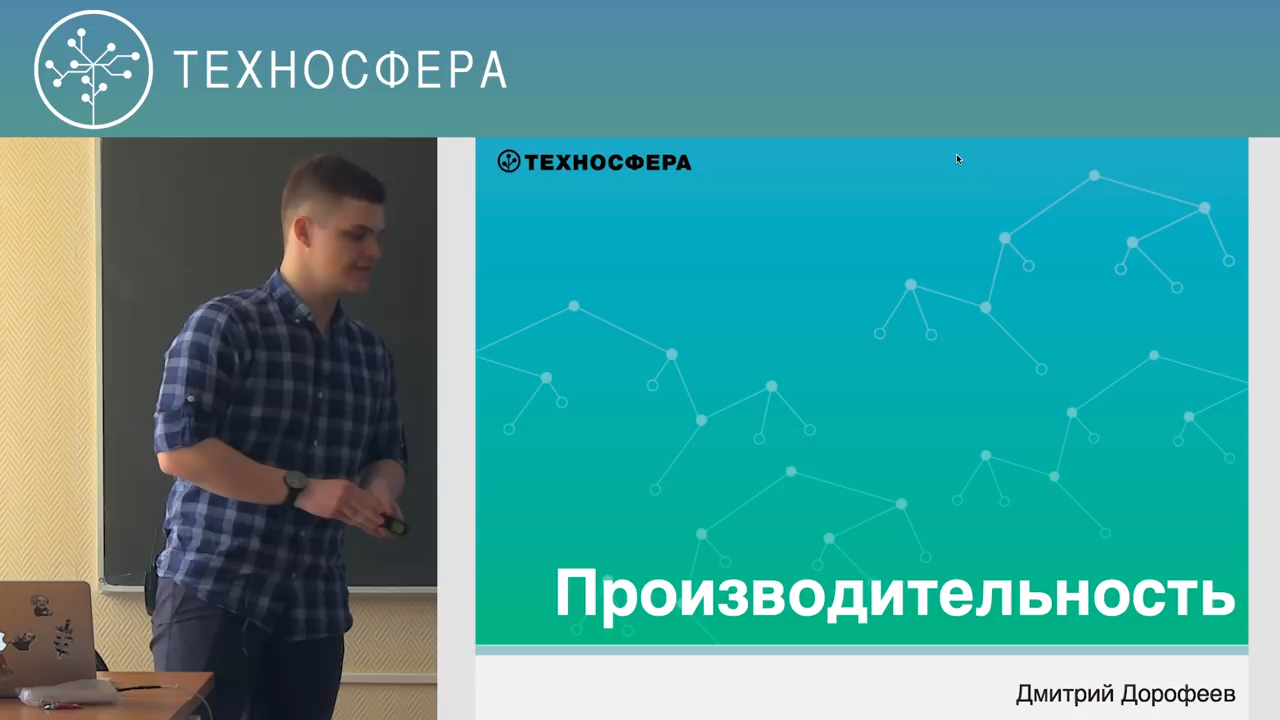 ТЕХНОСФЕРА
ТЕХНОСФЕРА
Производительность
Дмитрий Дорофеев